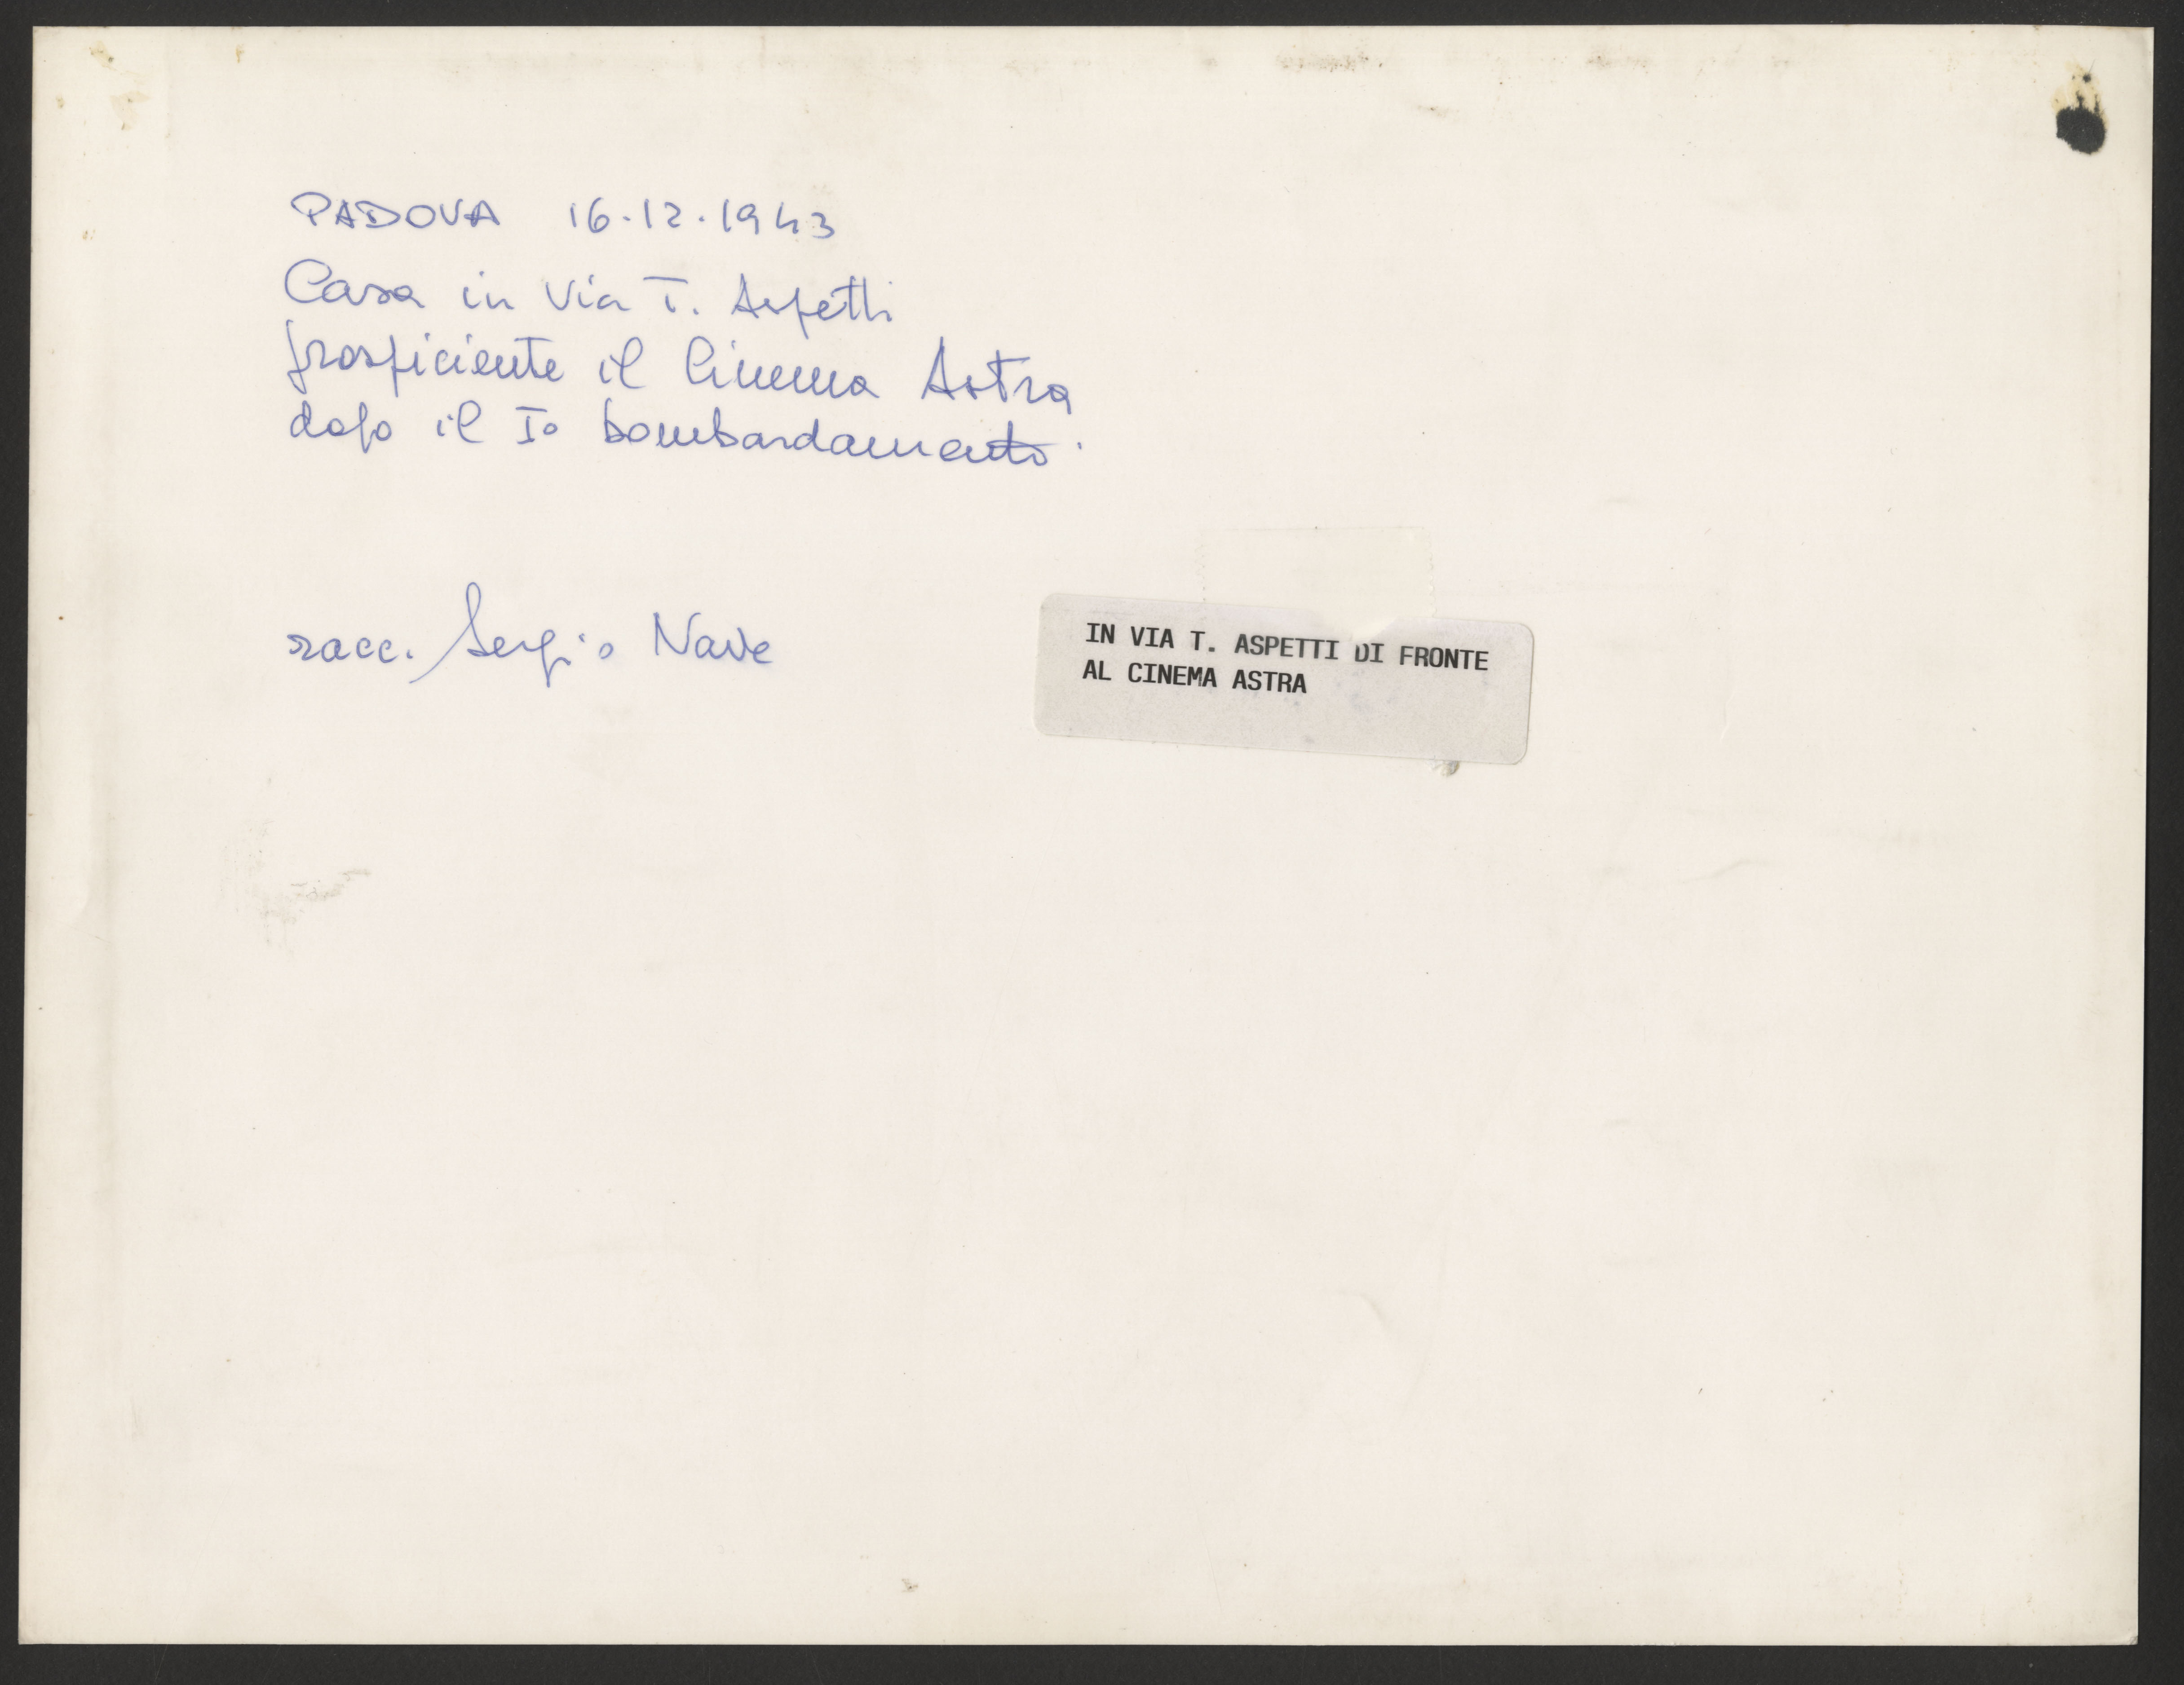 PADOVA 16.12.1943
Casa in Via T. Aspetti
prospiciente il Cinema Astra
dopo il Io bombardamento.
racc. Sergio Nave
IN VIA T. ASPETTI DI FRONTE
AL CINEMA ASTRA